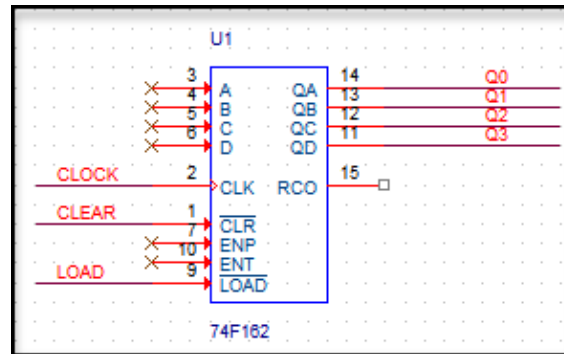 U1
3 A QA 14 Q0
4 B QB 13 Q1
5 C QC 12 Q2
6 D QD 11 Q3
CLOCK 2 CLK RCO 15
CLEAR 1 CLR
7 ENP
10 ENT
LOAD 9 LOAD
74F162